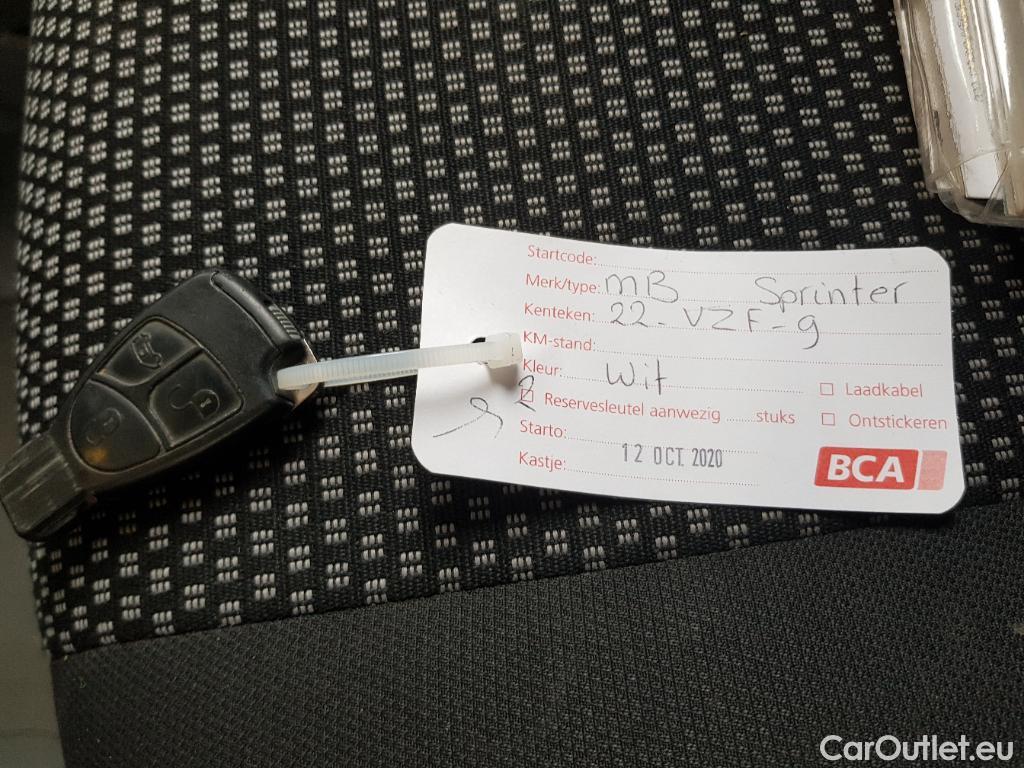 Startcode:
Merk/type: MB Sprinter
Kenteken: 22-VZF-9
KM-stand:
Kleur: Wit
Laadkabel
2 Reservesleutel aanwezig ...... stuks
Ontstickeren
Starto:
Kastje: 12 OCT. 2020
BCA
CarOutlet.eu